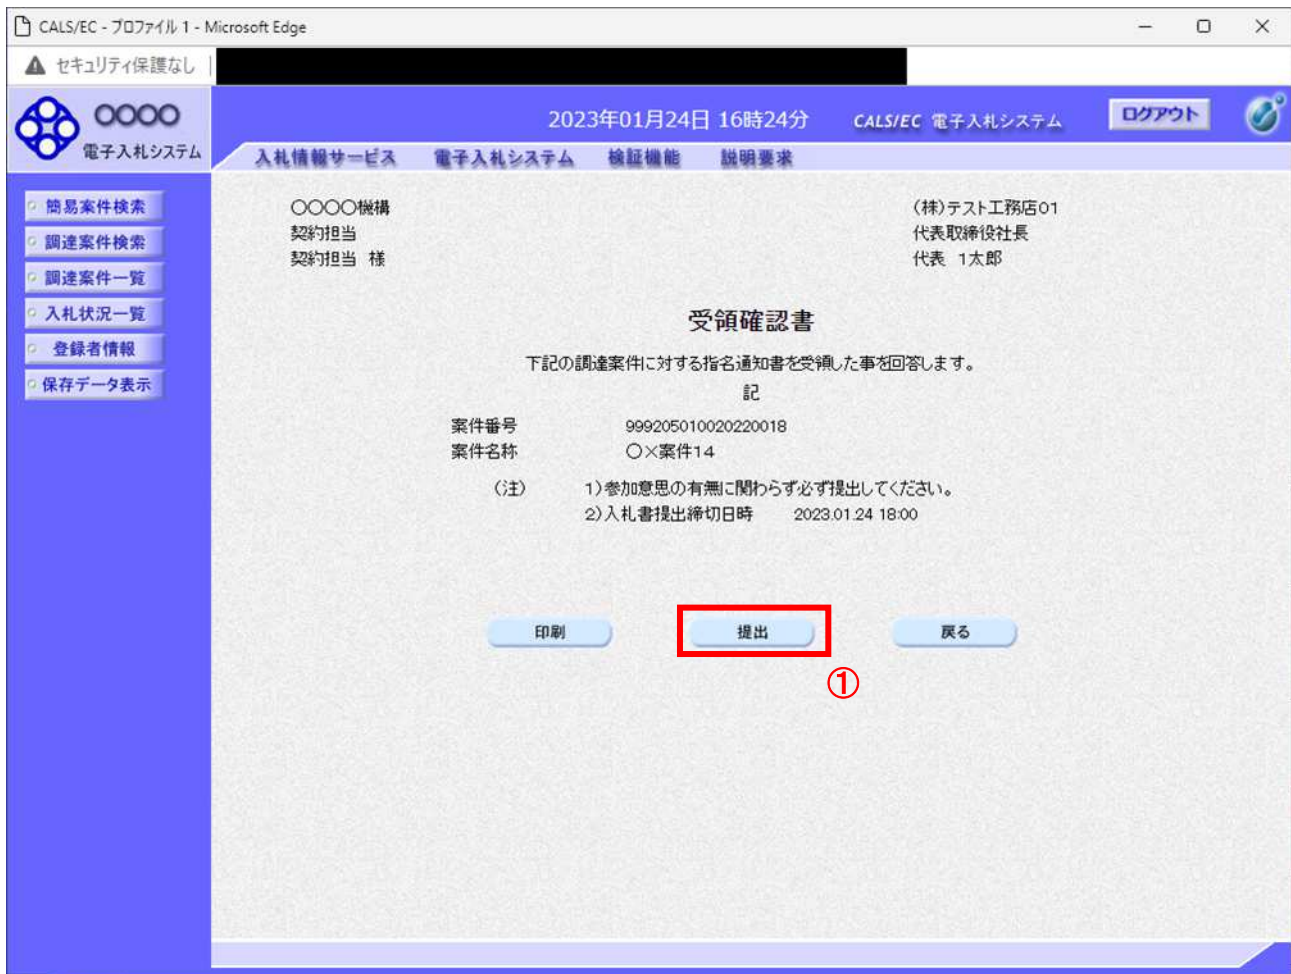 CALS/EC - プロファイル 1 - Microsoft Edge
セキュリティ保護なし
〇〇〇〇
電子入札システム
2023年01月24日 16時24分
CALS/EC 電子入札システム
ログアウト
入札情報サービス 電子入札システム 検証機能 説明要求
簡易案件検索
調達案件検索
調達案件一覧
入札状況一覧
登録者情報
保存データ表示
〇〇〇〇機構
契約担当
契約担当 様
(株)テスト工務店01
代表取締役社長
代表 1太郎
受領確認書
下記の調達案件に対する指名通知書を受領した事を回答します。
記
案件番号 999205010020220018
案件名称 〇×案件14
(注) 1)参加意思の有無に関わらず必ず提出してください。
2)入札書提出締切日時 2023.01.24 18:00
印刷 提出 戻る
①